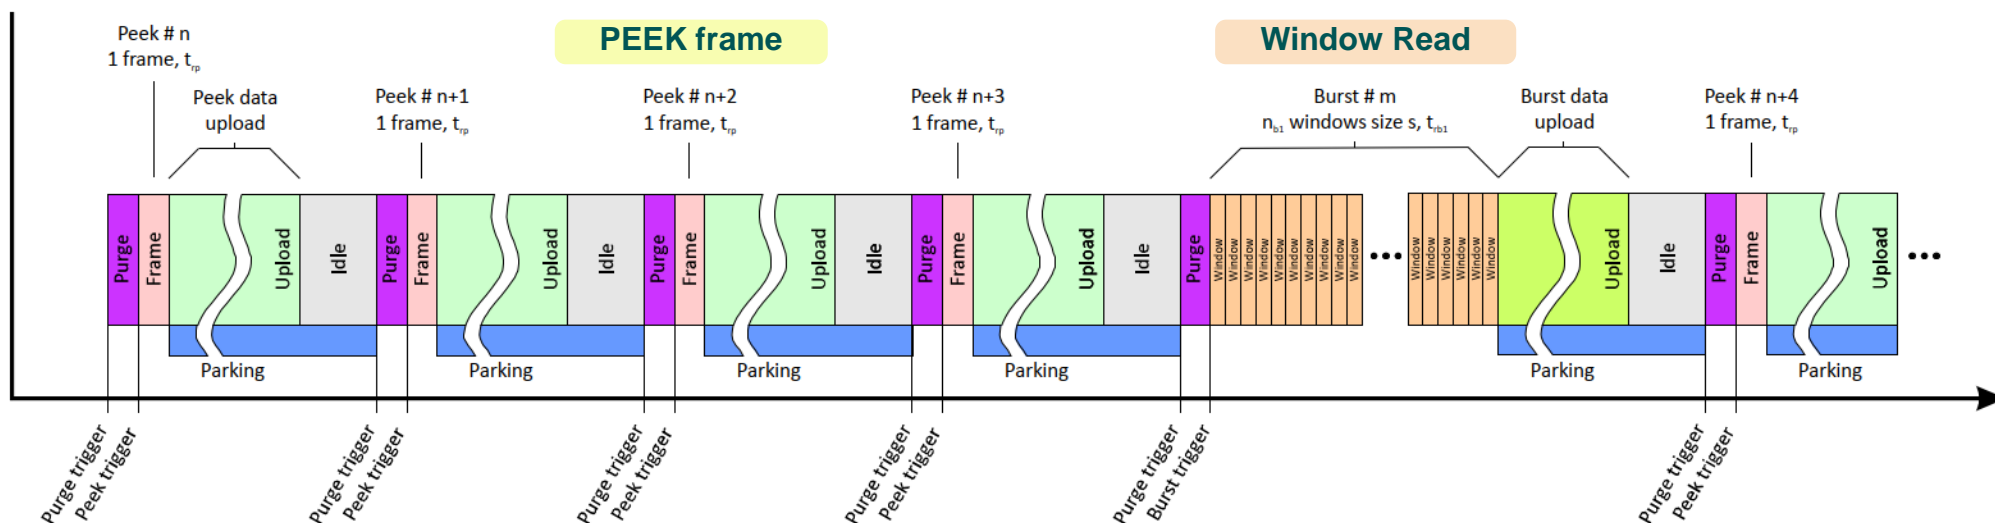 PEEK frame
Window Read
Peek # n
1 frame, trp
Peek data
upload
Peek # n+1
1 frame, trp
Peek # n+2
1 frame, trp
Peek # n+3
1 frame, trp
Burst # m
nb1 windows size s, trb1
Burst data
upload
Peek # n+4
1 frame, trp
Purge
Frame
Upload
Idle
Purge
Frame
Upload
Idle
Purge
Frame
Upload
Idle
Purge
Frame
Upload
Idle
Purge
Window
Window
Window
Window
Window
Window
Window
Window
Window
Window
•••
Window
Window
Window
Window
Window
Window
Upload
Idle
Purge
Frame
Upload
•••
Parking
Parking
Parking
Parking
Parking
Parking
Purge trigger
Peek trigger
Purge trigger
Peek trigger
Purge trigger
Peek trigger
Purge trigger
Peek trigger
Purge trigger
Burst trigger
Purge trigger
Peek trigger